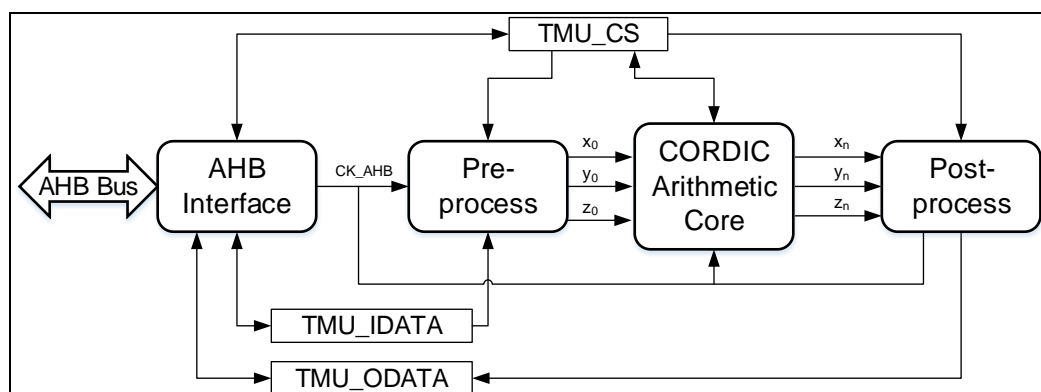 TMU_CS
AHB Bus
AHB
Interface
CK_AHB
Pre-
process
x0
y0
z0
CORDIC
Arithmetic
Core
xn
yn
zn
Post-
process
TMU_IDATA
TMU_ODATA